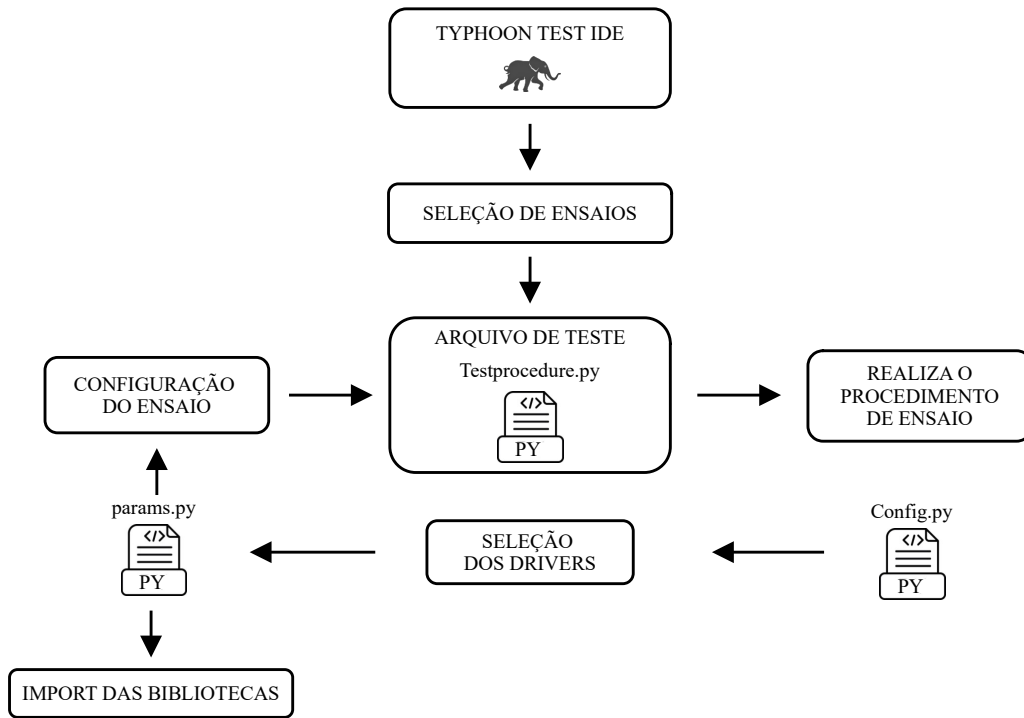 TYPHOON TEST IDE
SELEÇÃO DE ENSAIOS
ARQUIVO DE TESTE
Testprocedure.py
</>
PY
CONFIGURAÇÃO
DO ENSAIO
REALIZA O
PROCEDIMENTO
DE ENSAIO
params.py
</>
PY
SELEÇÃO
DOS DRIVERS
Config.py
</>
PY
IMPORT DAS BIBLIOTECAS